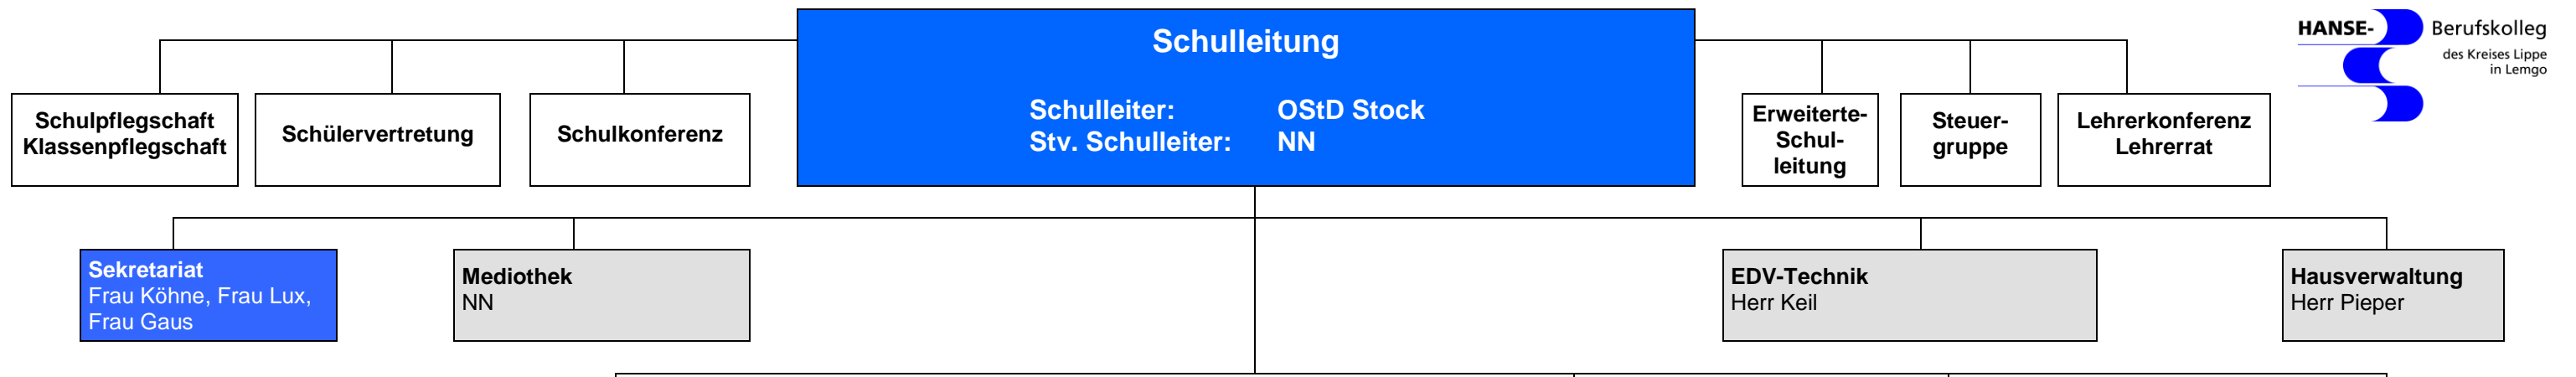 Schulleitung
Schulleiter: OStD Stock
Stv. Schulleiter: NN
HANSE- Berufskolleg
des Kreises Lippe
in Lemgo
Schulpflegschaft
Klassenpflegschaft
Schülervertretung
Schulkonferenz
Erweiterte-
Schul-
leitung
Steuer-
gruppe
Lehrerkonferenz
Lehrerrat
Sekretariat
Frau Köhne, Frau Lux,
Frau Gaus
Mediothek
NN
EDV-Technik
Herr Keil
Hausverwaltung
Herr Pieper